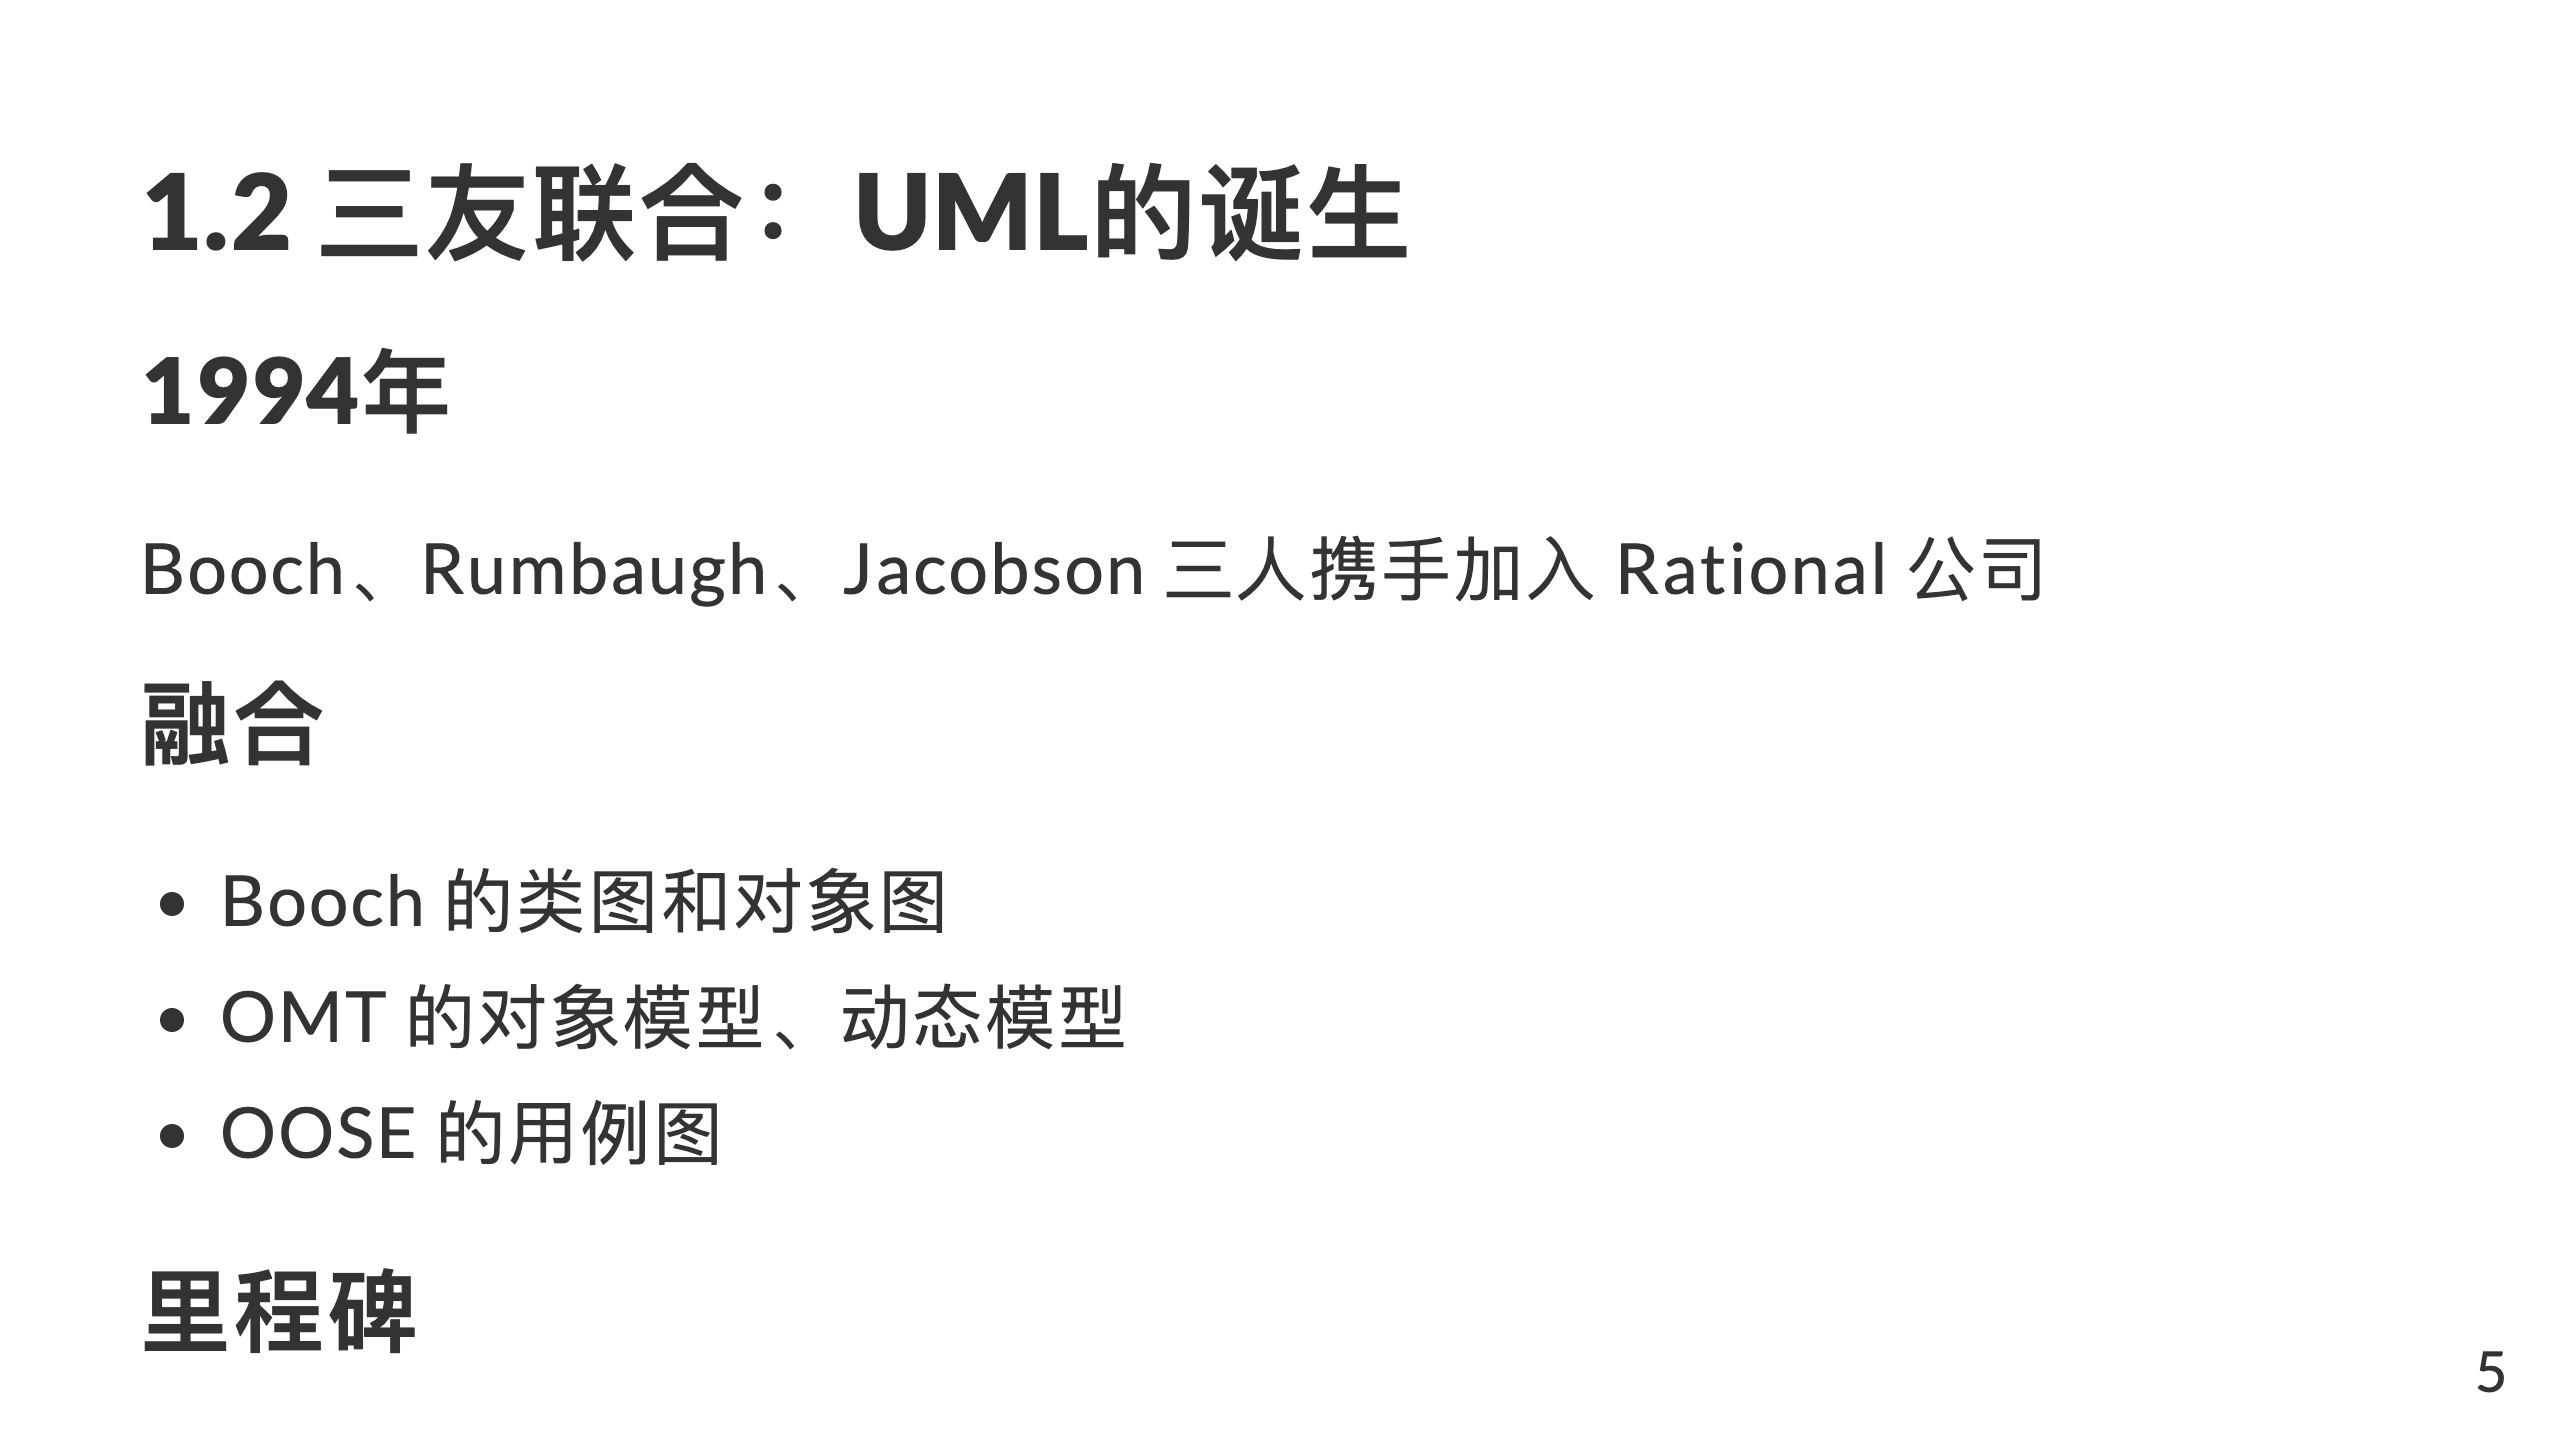 1.2 三友联合：UML的诞生
1994年
Booch、Rumbaugh、Jacobson 三人携手加入 Rational 公司
融合
• Booch 的类图和对象图
• OMT 的对象模型、动态模型
• OOSE 的用例图
里程碑
5